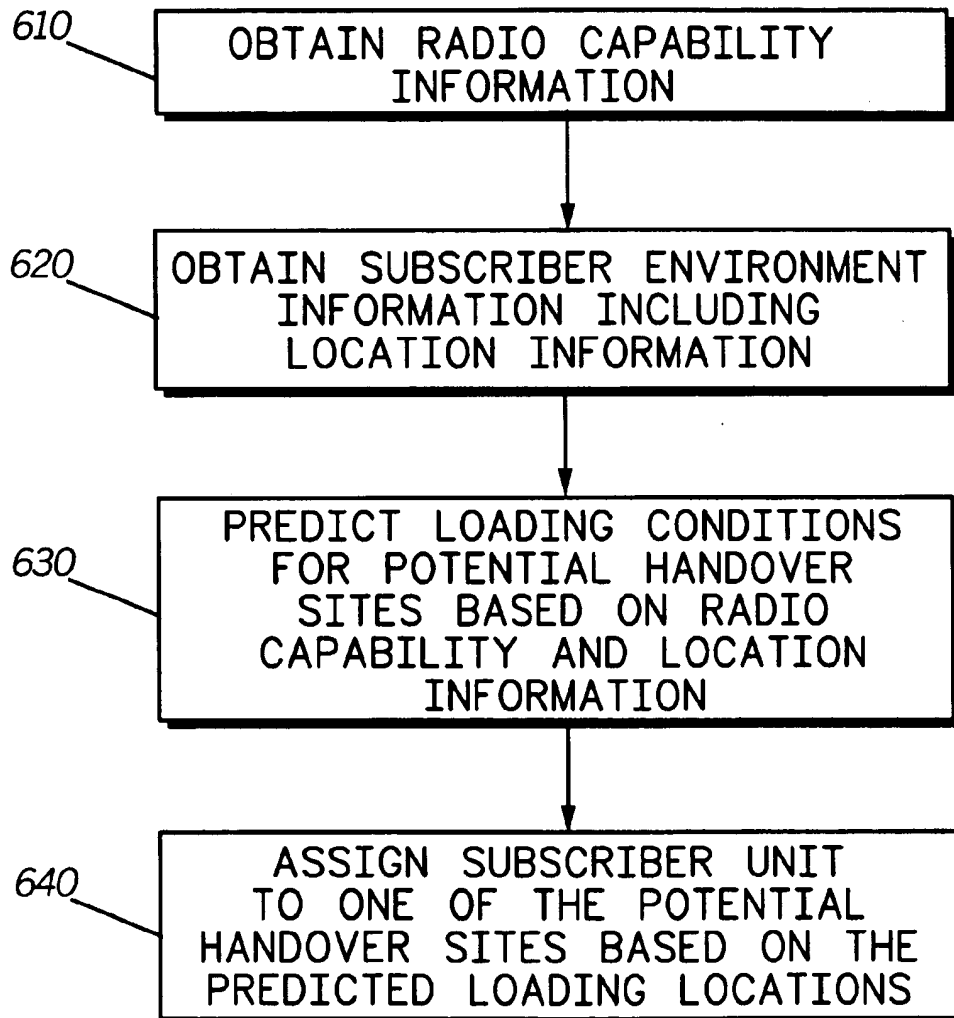 610
OBTAIN RADIO CAPABILITY
INFORMATION
620
OBTAIN SUBSCRIBER ENVIRONMENT
INFORMATION INCLUDING
LOCATION INFORMATION
630
PREDICT LOADING CONDITIONS
FOR POTENTIAL HANDOVER
SITES BASED ON RADIO
CAPABILITY AND LOCATION
INFORMATION
640
ASSIGN SUBSCRIBER UNIT
TO ONE OF THE POTENTIAL
HANDOVER SITES BASED ON THE
PREDICTED LOADING LOCATIONS